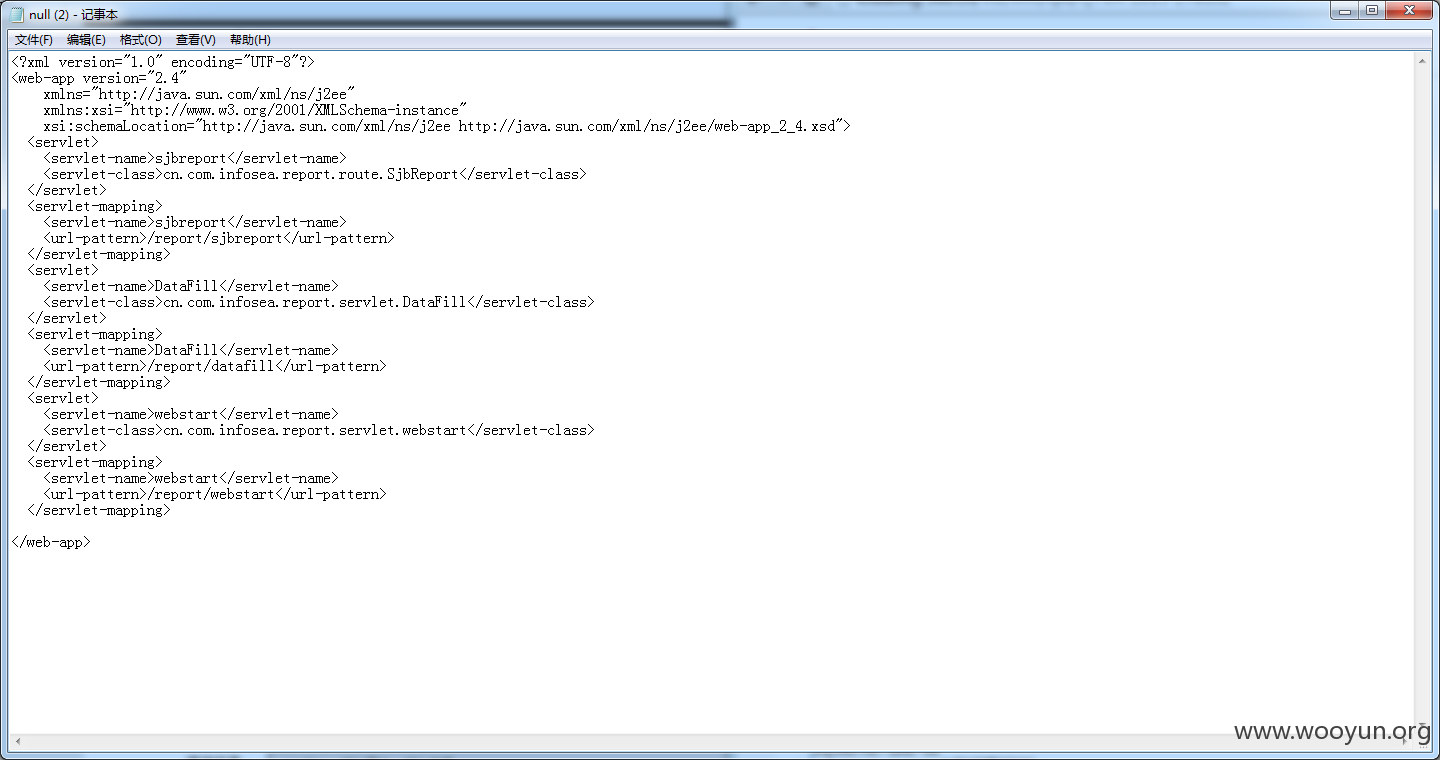 null (2) - 记事本
文件(F) 编辑(E) 格式(O) 查看(V) 帮助(H)
<?xml version="1.0" encoding="UTF-8"?>
<web-app version="2.4"
    xmlns="http://java.sun.com/xml/ns/j2ee"
    xmlns:xsi="http://www.w3.org/2001/XMLSchema-instance"
    xsi:schemaLocation="http://java.sun.com/xml/ns/j2ee http://java.sun.com/xml/ns/j2ee/web-app_2_4.xsd">
  <servlet>
    <servlet-name>sjbreport</servlet-name>
    <servlet-class>cn.com.infosea.report.route.SjbReport</servlet-class>
  </servlet>
  <servlet-mapping>
    <servlet-name>sjbreport</servlet-name>
    <url-pattern>/report/sjbreport</url-pattern>
  </servlet-mapping>
  <servlet>
    <servlet-name>DataFill</servlet-name>
    <servlet-class>cn.com.infosea.report.servlet.DataFill</servlet-class>
  </servlet>
  <servlet-mapping>
    <servlet-name>DataFill</servlet-name>
    <url-pattern>/report/datafill</url-pattern>
  </servlet-mapping>
  <servlet>
    <servlet-name>webstart</servlet-name>
    <servlet-class>cn.com.infosea.report.servlet.webstart</servlet-class>
  </servlet>
  <servlet-mapping>
    <servlet-name>webstart</servlet-name>
    <url-pattern>/report/webstart</url-pattern>
  </servlet-mapping>
</web-app>
www.wooyun.org